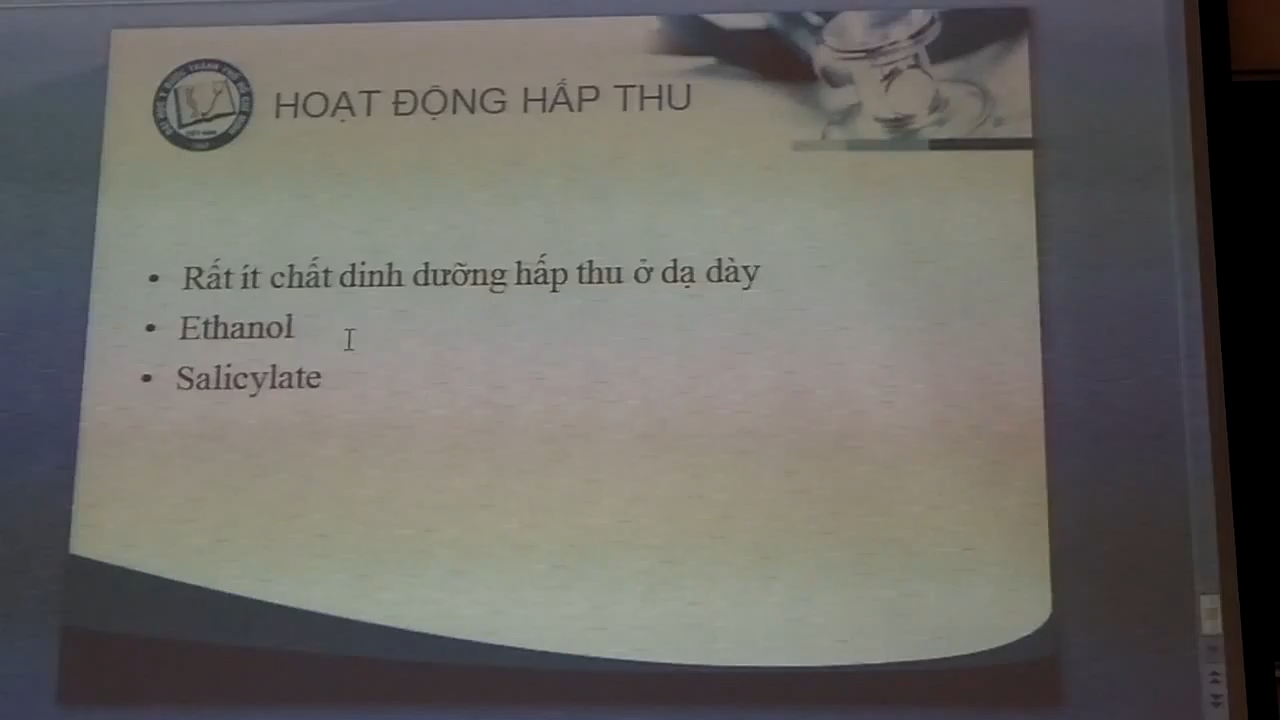 HOẠT ĐỘNG HẤP THU
• Rất ít chất dinh dưỡng hấp thu ở dạ dày
• Ethanol
• Salicylate